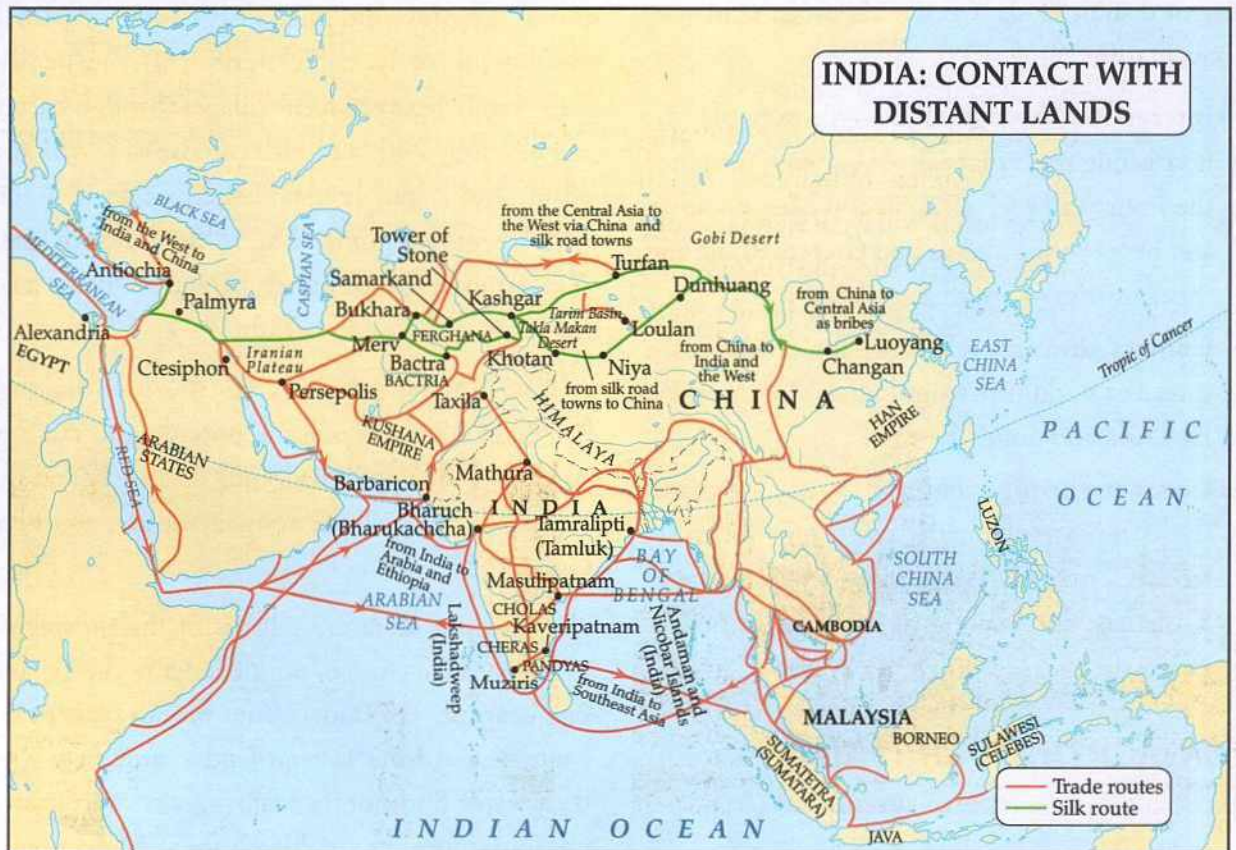 INDIA: CONTACT WITH
DISTANT LANDS
BLACK SEA
from the West to
India and China
MEDITERRANEAN
SEA
CASPIAN SEA
Antiochia
Palmyra
Alexandria
EGYPT
Ctesiphon
Iranian
Plateau
Persepolis
Tower of
Stone
Samarkand
Bukhara
Merv
FERGHANA
Bactra
BACTRIA
Kashgar
from the Central Asia to
the West via China and
silk road towns
Gobi Desert
Turfan
Dunhuang
Tarim Basin
Takla Makan
Desert
Loulan
Khotan
Niya
from silk road
towns to China
from China to
India and
the West
from China to
Central Asia
as bribes
Luoyang
Changan
CHINA
HAN
EMPIRE
EAST
CHINA
SEA
Tropic of Cancer
PACIFIC
OCEAN
ARABIAN
STATES
RED SEA
KUSHANA
EMPIRE
Taxila
HIMALAYA
Mathura
Barbaricon
Bharuch
(Bharukachcha)
INDIA
Tamralipti
(Tamluk)
from India to
Arabia and
Ethiopia
ARABIAN
SEA
Lakshadweep
(India)
Masulipatnam
CHOLAS
Kaveripatnam
CHERAS
PANDYAS
Muziris
BAY
OF
BENGAL
Andaman and
Nicobar Islands
(India)
from India to
Southeast Asia
CAMBODIA
SOUTH
CHINA
SEA
LUZON
MALAYSIA
BORNEO
SUMATETRA
(SUMATARA)
SULAWESI
(CELEBES)
JAVA
INDIAN OCEAN
Trade routes
Silk route